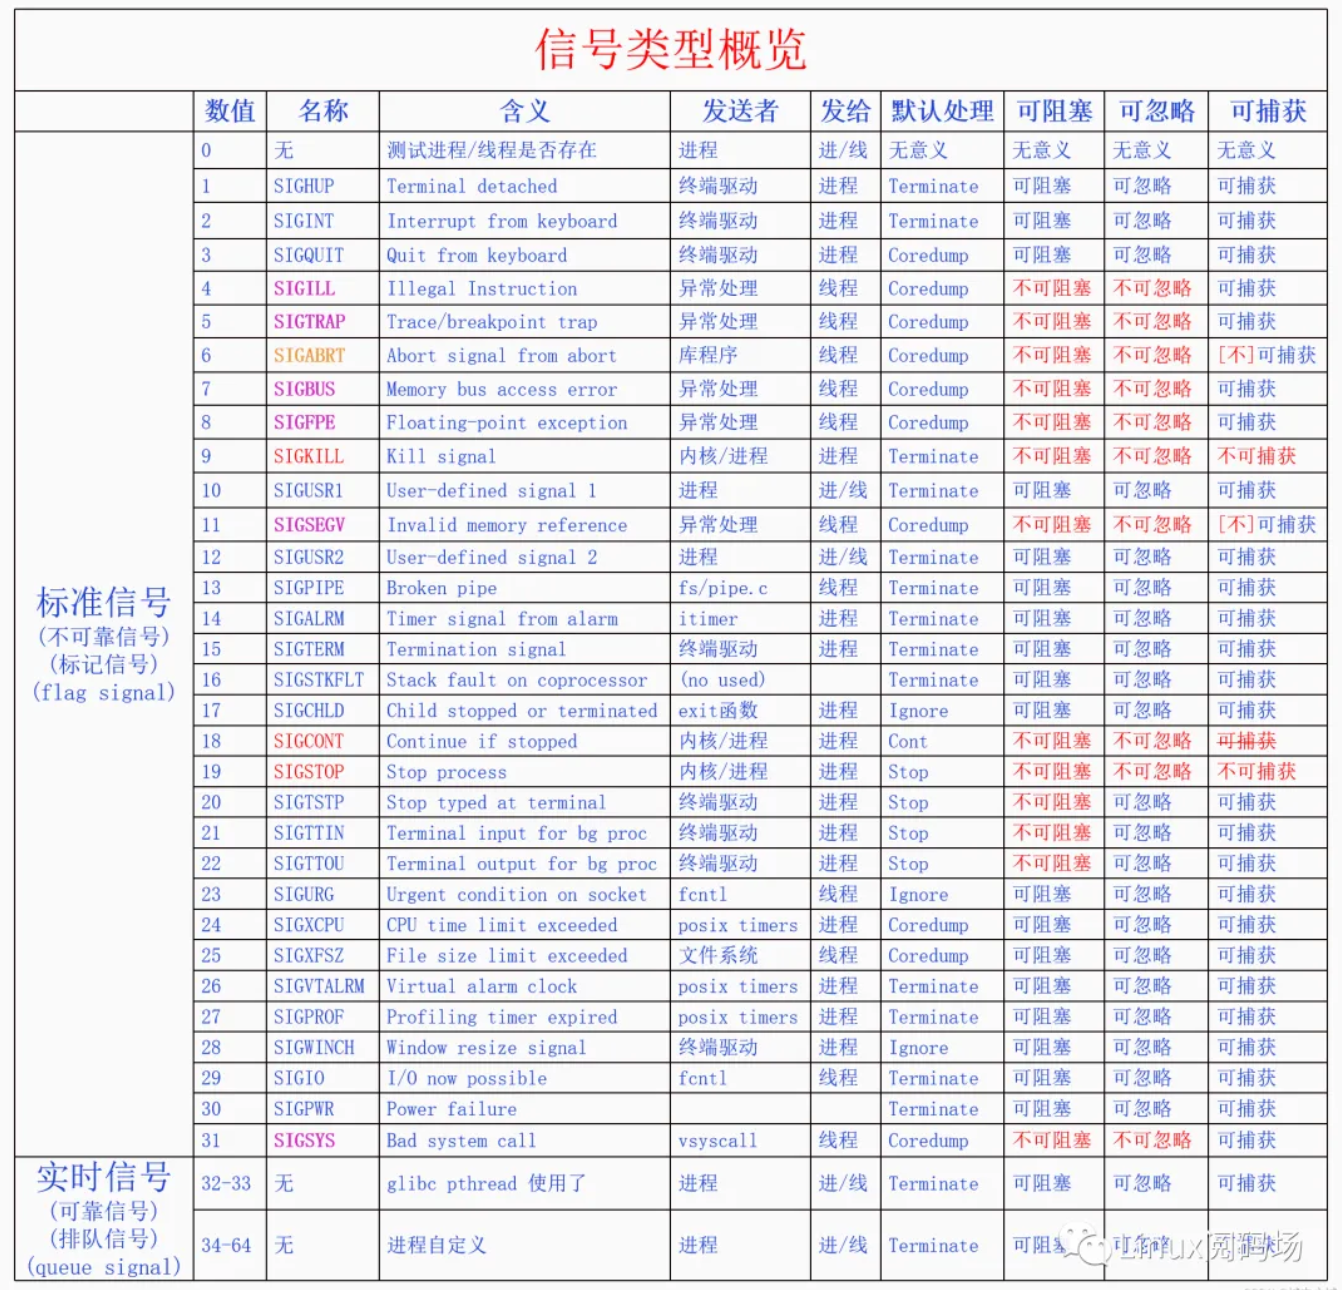 信号类型概览
数值 名称 含义 发送者 发给 默认处理 可阻塞 可忽略 可捕获
0 无 测试进程/线程是否存在 进程 进/线 无意义 无意义 无意义 无意义
1 SIGHUP Terminal detached 终端驱动 进程 Terminate 可阻塞 可忽略 可捕获
2 SIGINT Interrupt from keyboard 终端驱动 进程 Terminate 可阻塞 可忽略 可捕获
3 SIGQUIT Quit from keyboard 终端驱动 进程 Coredump 可阻塞 可忽略 可捕获
4 SIGILL Illegal Instruction 异常处理 线程 Coredump 不可阻塞 不可忽略 可捕获
5 SIGTRAP Trace/breakpoint trap 异常处理 线程 Coredump 不可阻塞 不可忽略 可捕获
6 SIGABRT Abort signal from abort 库程序 线程 Coredump 不可阻塞 不可忽略 [不]可捕获
7 SIGBUS Memory bus access error 异常处理 线程 Coredump 不可阻塞 不可忽略 可捕获
8 SIGFPE Floating-point exception 异常处理 线程 Coredump 不可阻塞 不可忽略 可捕获
9 SIGKILL Kill signal 内核/进程 进程 Terminate 不可阻塞 不可忽略 不可捕获
10 SIGUSR1 User-defined signal 1 进程 进/线 Terminate 可阻塞 可忽略 可捕获
11 SIGSEGV Invalid memory reference 异常处理 线程 Coredump 不可阻塞 不可忽略 [不]可捕获
12 SIGUSR2 User-defined signal 2 进程 进/线 Terminate 可阻塞 可忽略 可捕获
13 SIGPIPE Broken pipe fs/pipe.c 线程 Terminate 可阻塞 可忽略 可捕获
14 SIGALRM Timer signal from alarm itimer 进程 Terminate 可阻塞 可忽略 可捕获
15 SIGTERM Termination signal 终端驱动 进程 Terminate 可阻塞 可忽略 可捕获
16 SIGSTKFLT Stack fault on coprocessor (no used) Terminate 可阻塞 可忽略 可捕获
17 SIGCHLD Child stopped or terminated exit函数 进程 Ignore 可阻塞 可忽略 可捕获
18 SIGCONT Continue if stopped 内核/进程 进程 Cont 不可阻塞 不可忽略 可捕获
19 SIGSTOP Stop process 内核/进程 进程 Stop 不可阻塞 不可忽略 不可捕获
20 SIGTSTP Stop typed at terminal 终端驱动 进程 Stop 不可阻塞 可忽略 可捕获
21 SIGTTIN Terminal input for bg proc 终端驱动 进程 Stop 不可阻塞 可忽略 可捕获
22 SIGTTOU Terminal output for bg proc 终端驱动 进程 Stop 不可阻塞 可忽略 可捕获
23 SIGURG Urgent condition on socket fcntl 线程 Ignore 可阻塞 可忽略 可捕获
24 SIGXCPU CPU time limit exceeded posix timers 进程 Coredump 可阻塞 可忽略 可捕获
25 SIGXFSZ File size limit exceeded 文件系统 线程 Coredump 可阻塞 可忽略 可捕获
26 SIGVTALRM Virtual alarm clock posix timers 进程 Terminate 可阻塞 可忽略 可捕获
27 SIGPROF Profiling timer expired posix timers 进程 Terminate 可阻塞 可忽略 可捕获
28 SIGWINCH Window resize signal 终端驱动 进程 Ignore 可阻塞 可忽略 可捕获
29 SIGIO I/O now possible fcntl 线程 Terminate 可阻塞 可忽略 可捕获
30 SIGPWR Power failure Terminate 可阻塞 可忽略 可捕获
31 SIGSYS Bad system call vsyscall 线程 Coredump 不可阻塞 不可忽略 可捕获
标准信号
(不可靠信号)
(标记信号)
(flag signal)
32-33 无 glibc pthread 使用了 进程 进/线 Terminate 可阻塞 可忽略 可捕获
34-64 无 进程自定义 进程 进/线 Terminate 可阻
实时信号
(可靠信号)
(排队信号)
(queue signal)
Linux阅码场